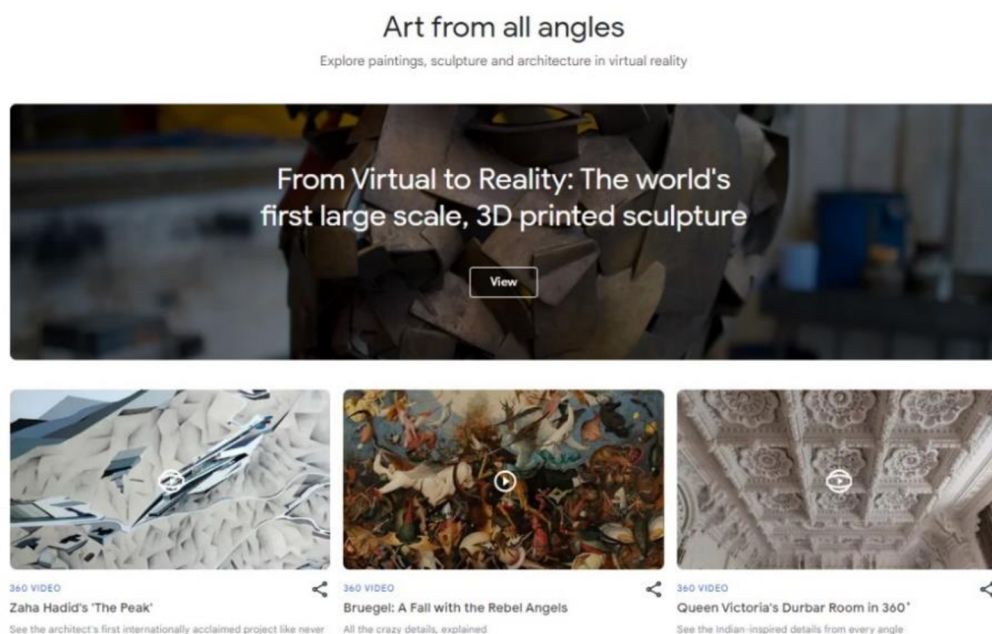 Art from all angles
Explore paintings, sculpture and architecture in virtual reality
From Virtual to Reality: The world's
first large scale, 3D printed sculpture
View
360 VIDEO
Zaha Hadid's 'The Peak'
See the architect's first internationally acclaimed project like never
360 VIDEO
Bruegel: A Fall with the Rebel Angels
All the crazy details, explained
360 VIDEO
Queen Victoria's Durbar Room in 360°
See the Indian-inspired details from every angle